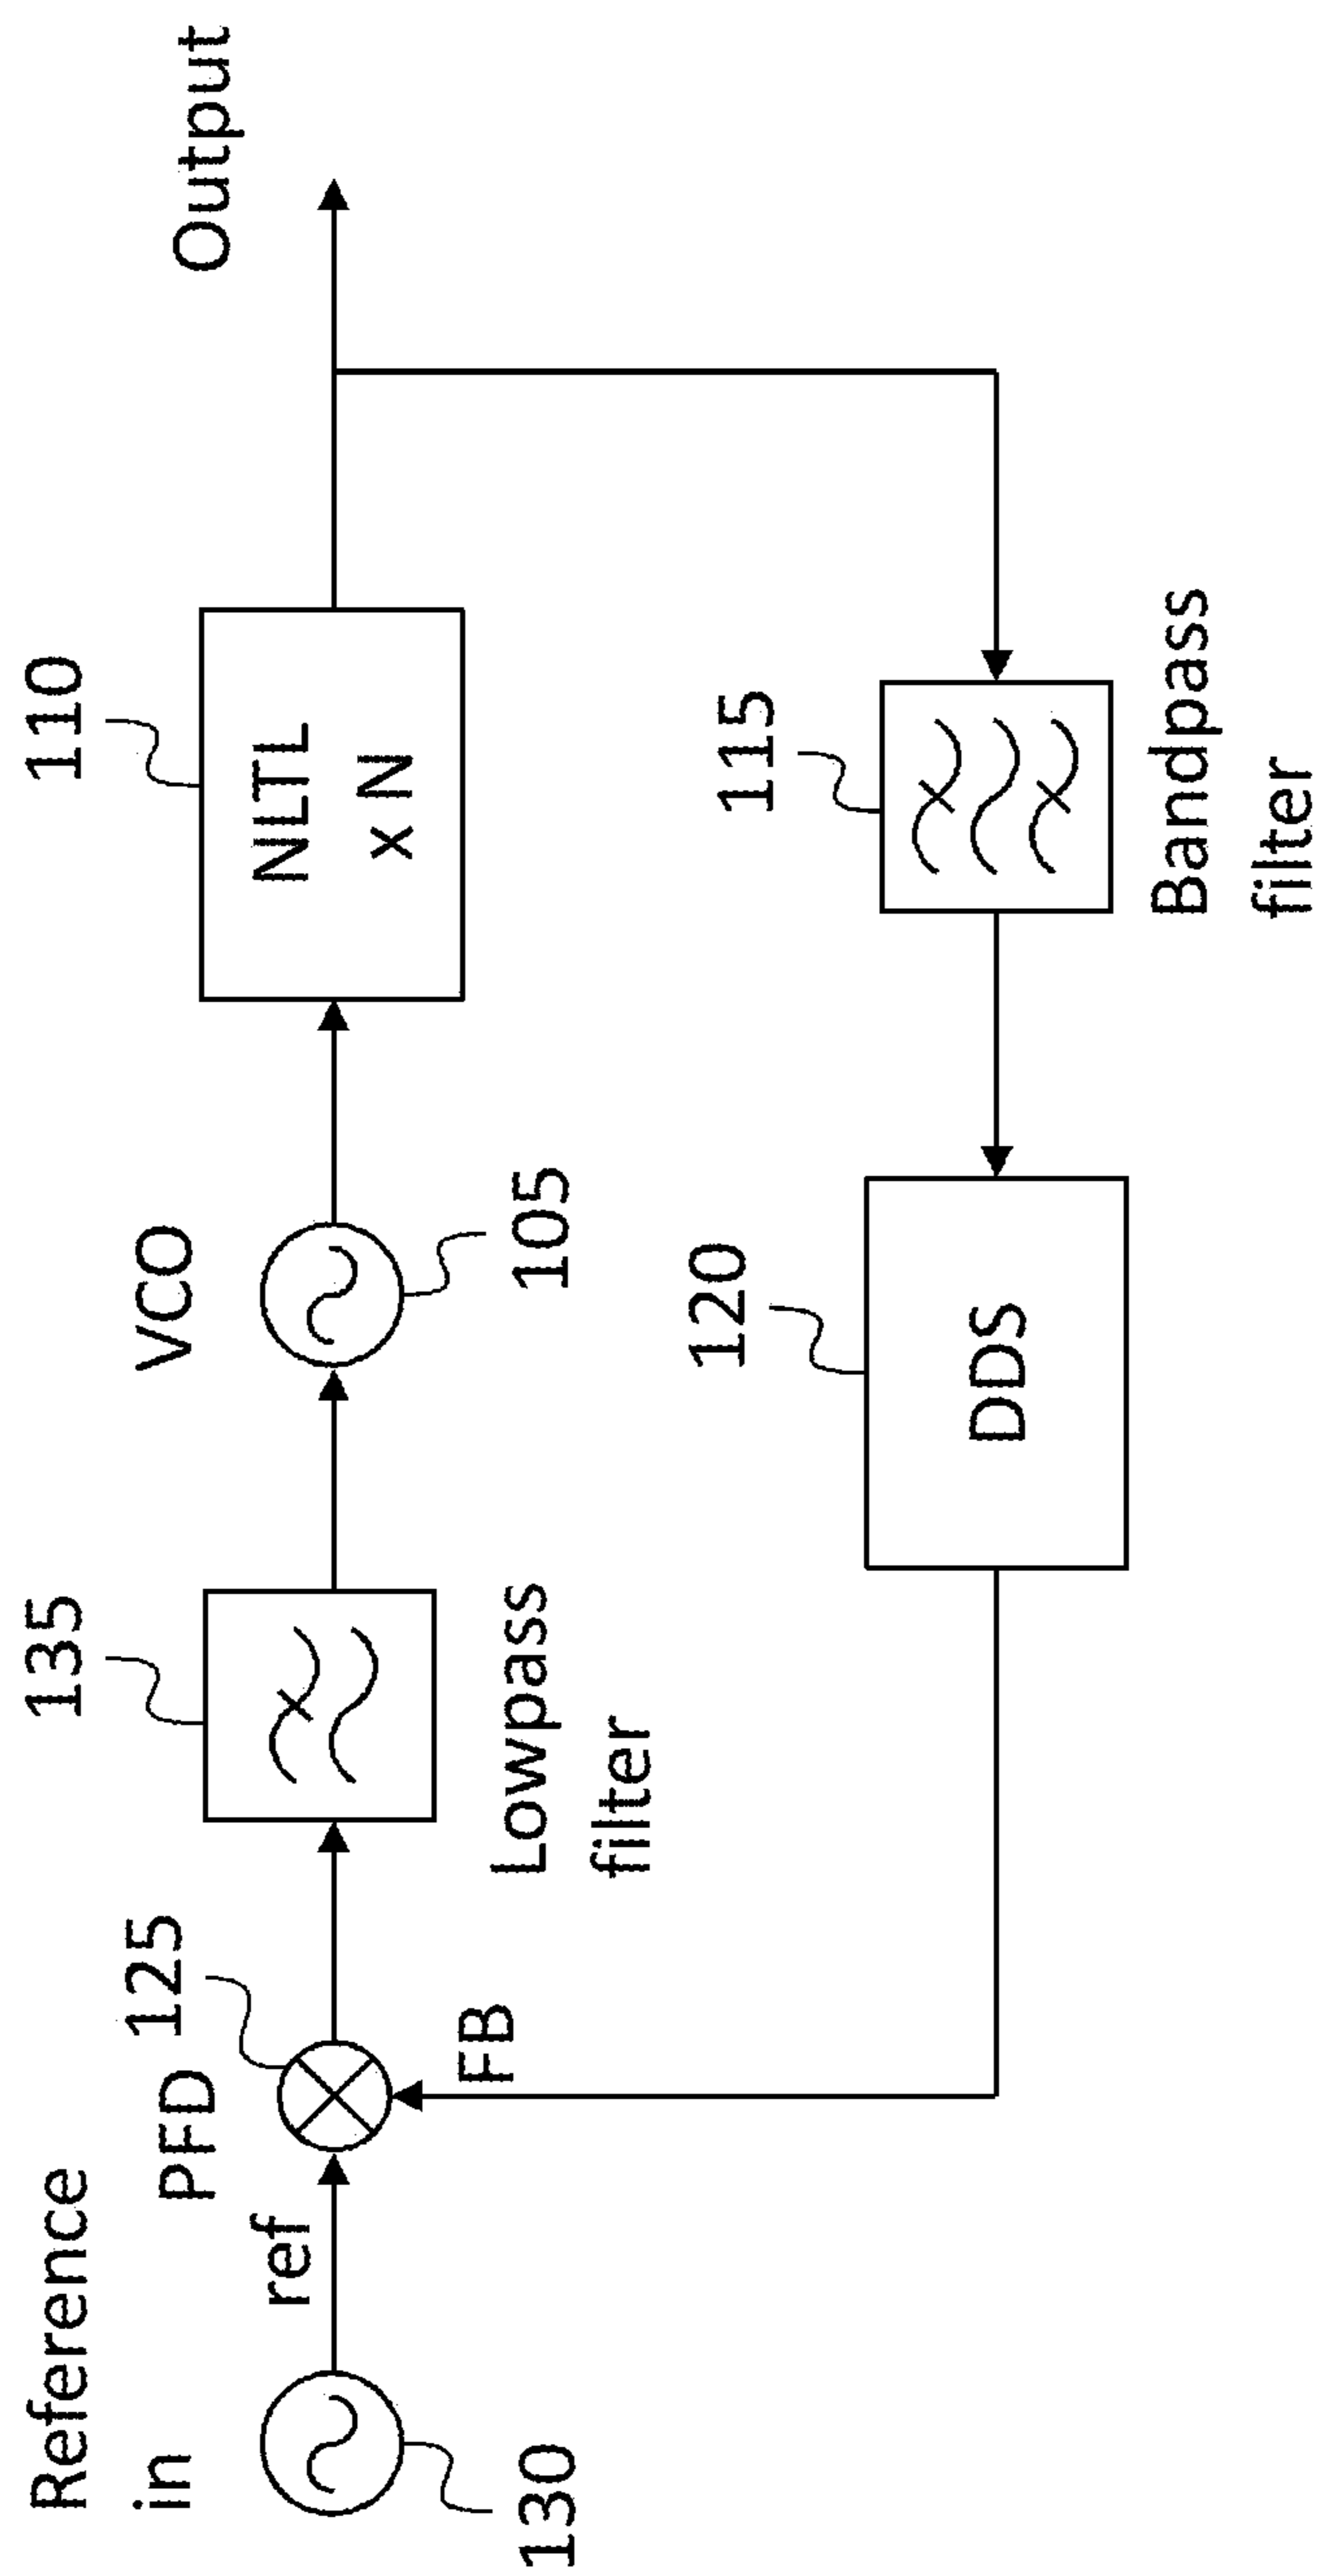 Reference
in
130
ref
PFD
125
FB
135
Lowpass
filter
VCO
105
110
NLTL
x N
Output
120
DDS
115
Bandpass
filter